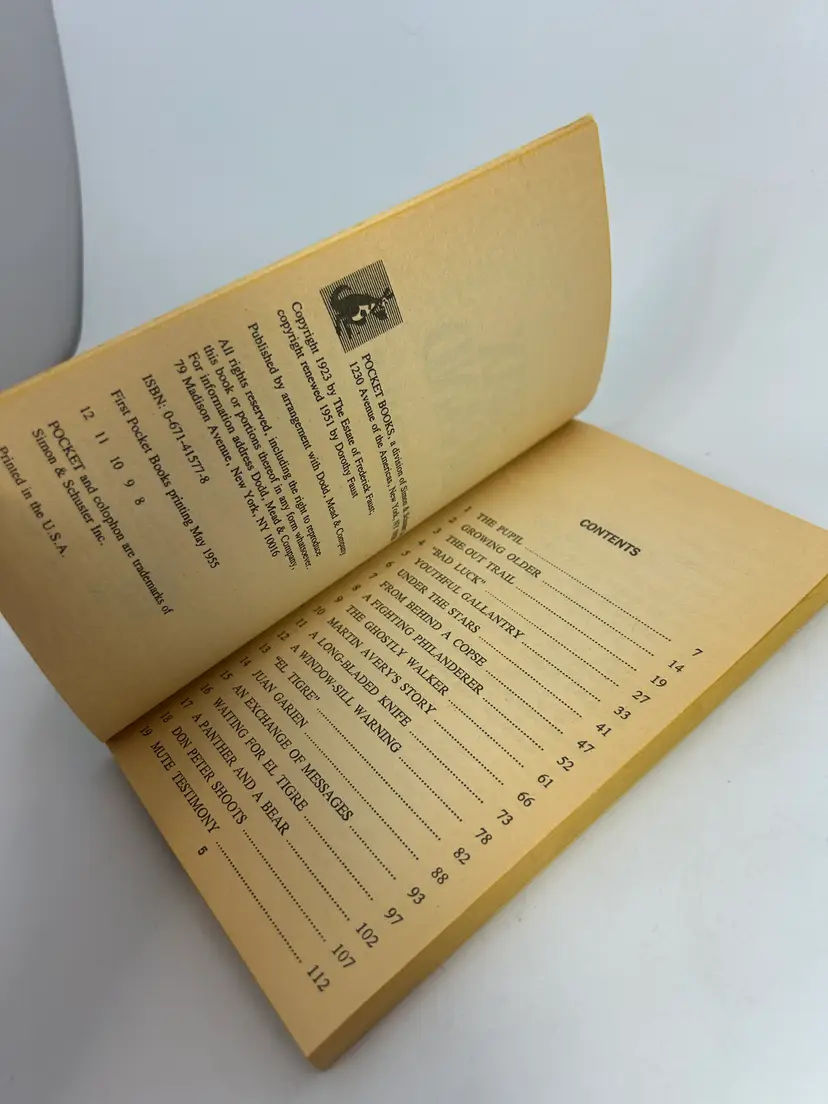 POCKET BOOKS, a division of Simon &
1230 Avenue of the Americas, New York, NY
Copyright 1923 by The Estate of Frederick Faust;
copyright renewed 1951 by Dorothy Faust
Published by arrangement with Dodd, Mead & Company
All rights reserved, including the right to reproduce
this book or portions thereof in any form whatsoever.
For information address Dodd, Mead & Company,
79 Madison Avenue, New York, NY 10016
ISBN: 0-671-41577-8
First Pocket Books printing May 1955
12 11 10 9 8
POCKET and colophon are trademarks of
Simon & Schuster Inc.
Printed in the U.S.A.
CONTENTS
1 THE PUPIL 7
2 GROWING OLDER 14
3 THE OUT TRAIL 19
4 "BAD LUCK" 27
5 YOUTHFUL GALLANTRY 33
6 UNDER THE STARS 41
7 FROM BEHIND A COPSE 47
8 A FIGHTING PHILANDERER 52
9 THE GHOSTLY WALKER 61
10 MARTIN AVERY'S STORY 66
11 A LONG-BLADED KNIFE 73
12 A WINDOW-SILL WARNING 78
13 "EL TIGRE" 82
14 JUAN GARIEN 88
15 AN EXCHANGE OF MESSAGES 93
16 WAITING FOR EL TIGRE 97
17 A PANTHER AND A BEAR 102
18 DON PETER SHOOTS 107
19 MUTE TESTIMONY 112
5